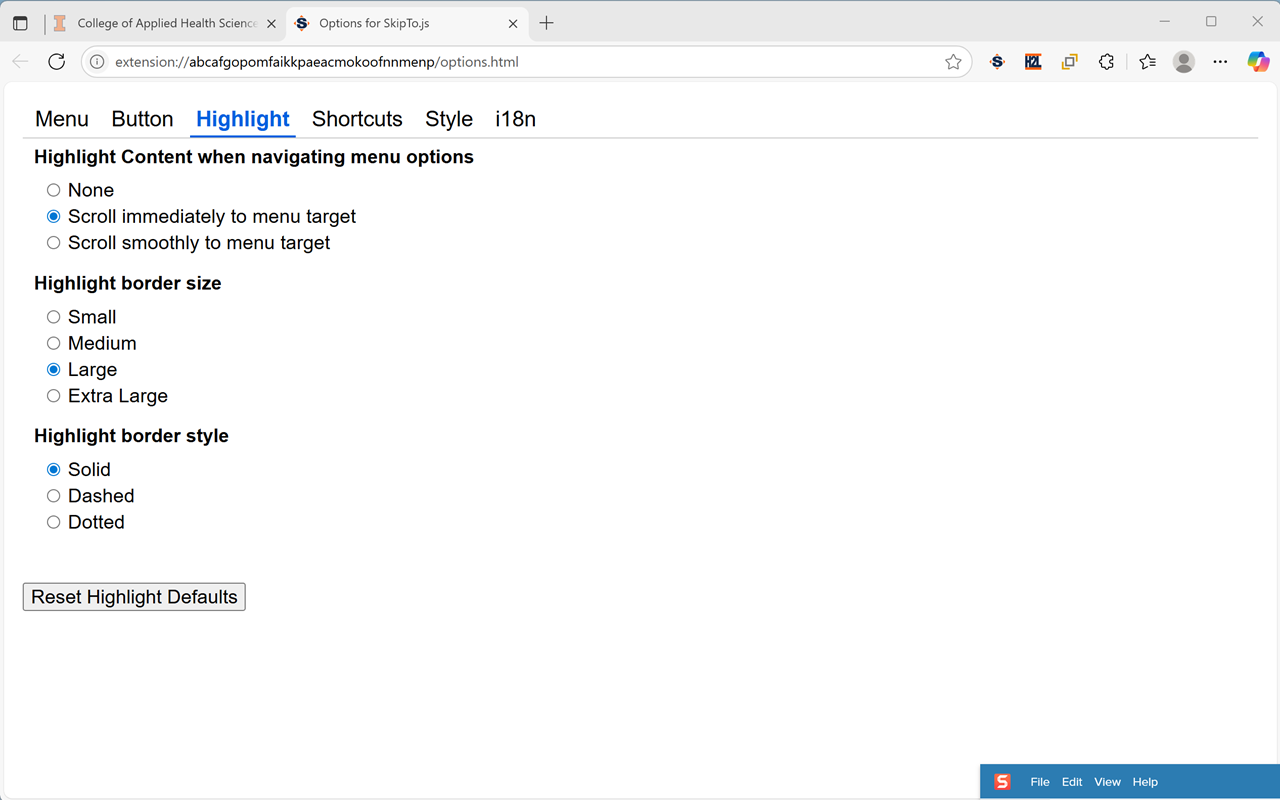 College of Applied Health Science
Options for SkipTo.js
extension://abcafgopomfaikkpaeacmokoofnnmenp/options.html
S
H2L
Menu Button Highlight Shortcuts Style i18n
Highlight Content when navigating menu options
None
Scroll immediately to menu target
Scroll smoothly to menu target
Highlight border size
Small
Medium
Large
Extra Large
Highlight border style
Solid
Dashed
Dotted
Reset Highlight Defaults
S File Edit View Help